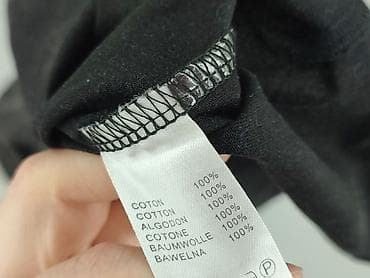 COTON 100%
COTTON 100%
ALGODON 100%
COTONE 100%
BAUMWOLLE 100%
BAWELNA 100%
P